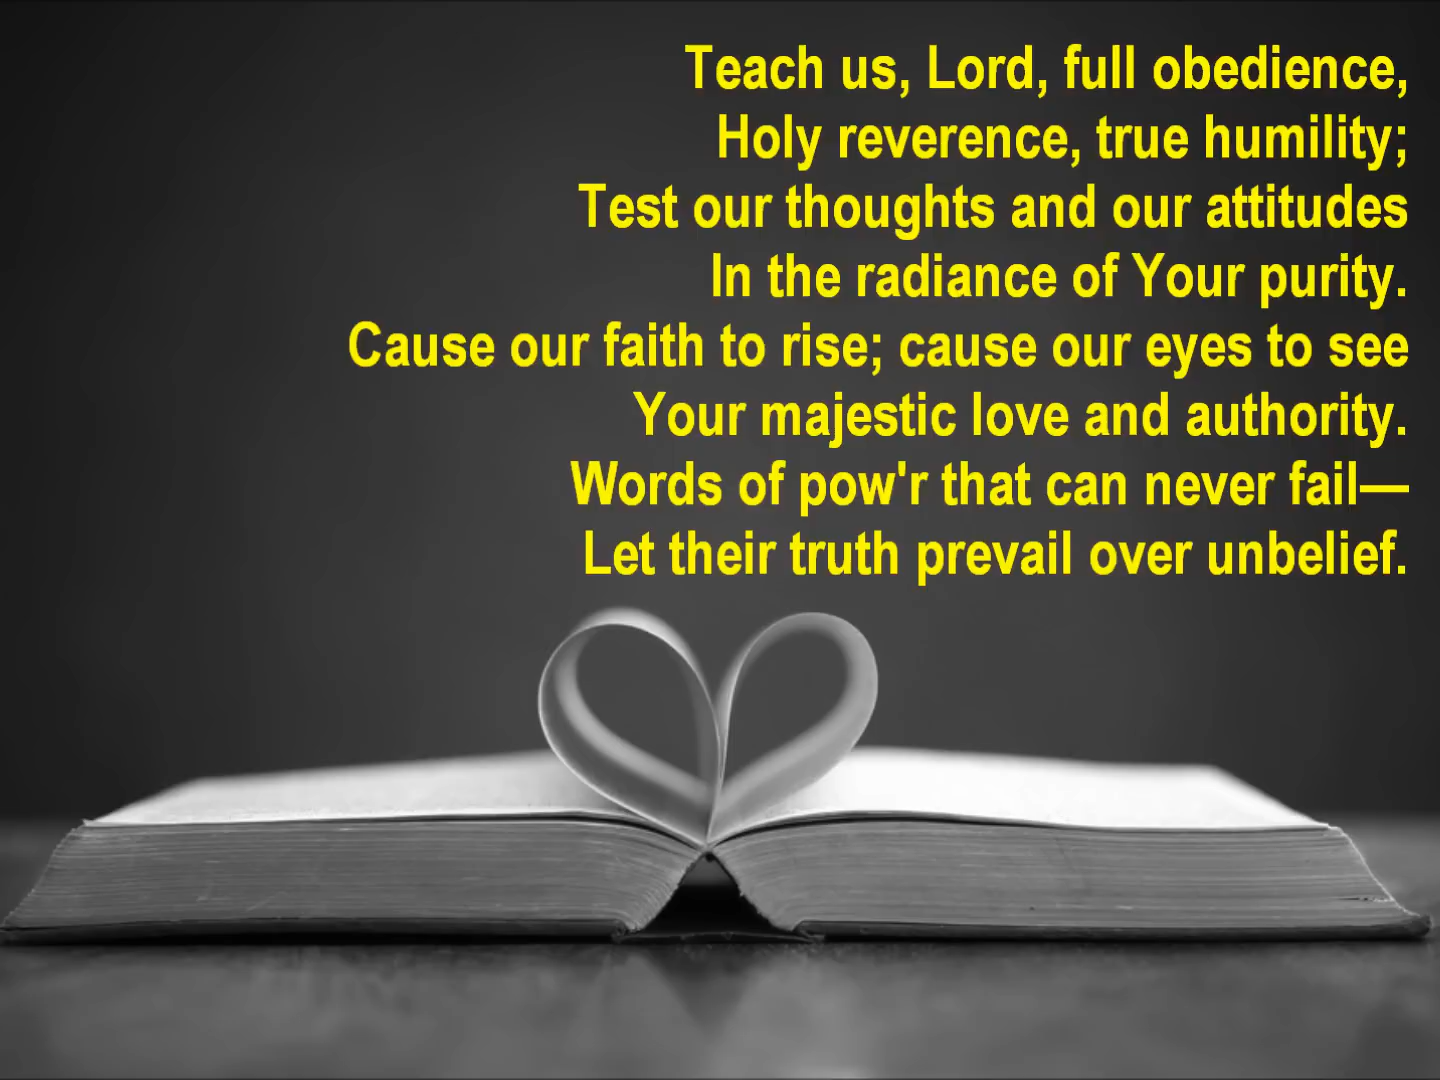 Teach us, Lord, full obedience,
Holy reverence, true humility;
Test our thoughts and our attitudes
In the radiance of Your purity.
Cause our faith to rise; cause our eyes to see
Your majestic love and authority.
Words of pow'r that can never fail—
Let their truth prevail over unbelief.